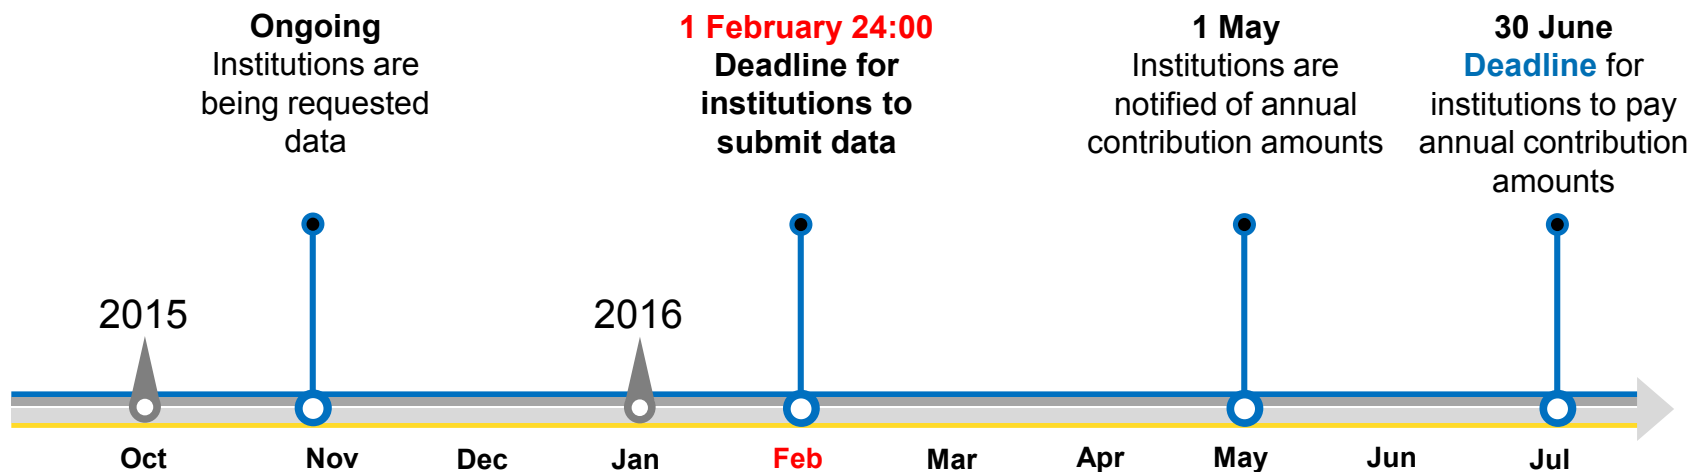 Ongoing
Institutions are
being requested
data
1 February 24:00
Deadline for
institutions to
submit data
1 May
Institutions are
notified of annual
contribution amounts
30 June
Deadline for
institutions to pay
annual contribution
amounts
2015
2016
Oct
Nov
Dec
Jan
Feb
Mar
Apr
May
Jun
Jul